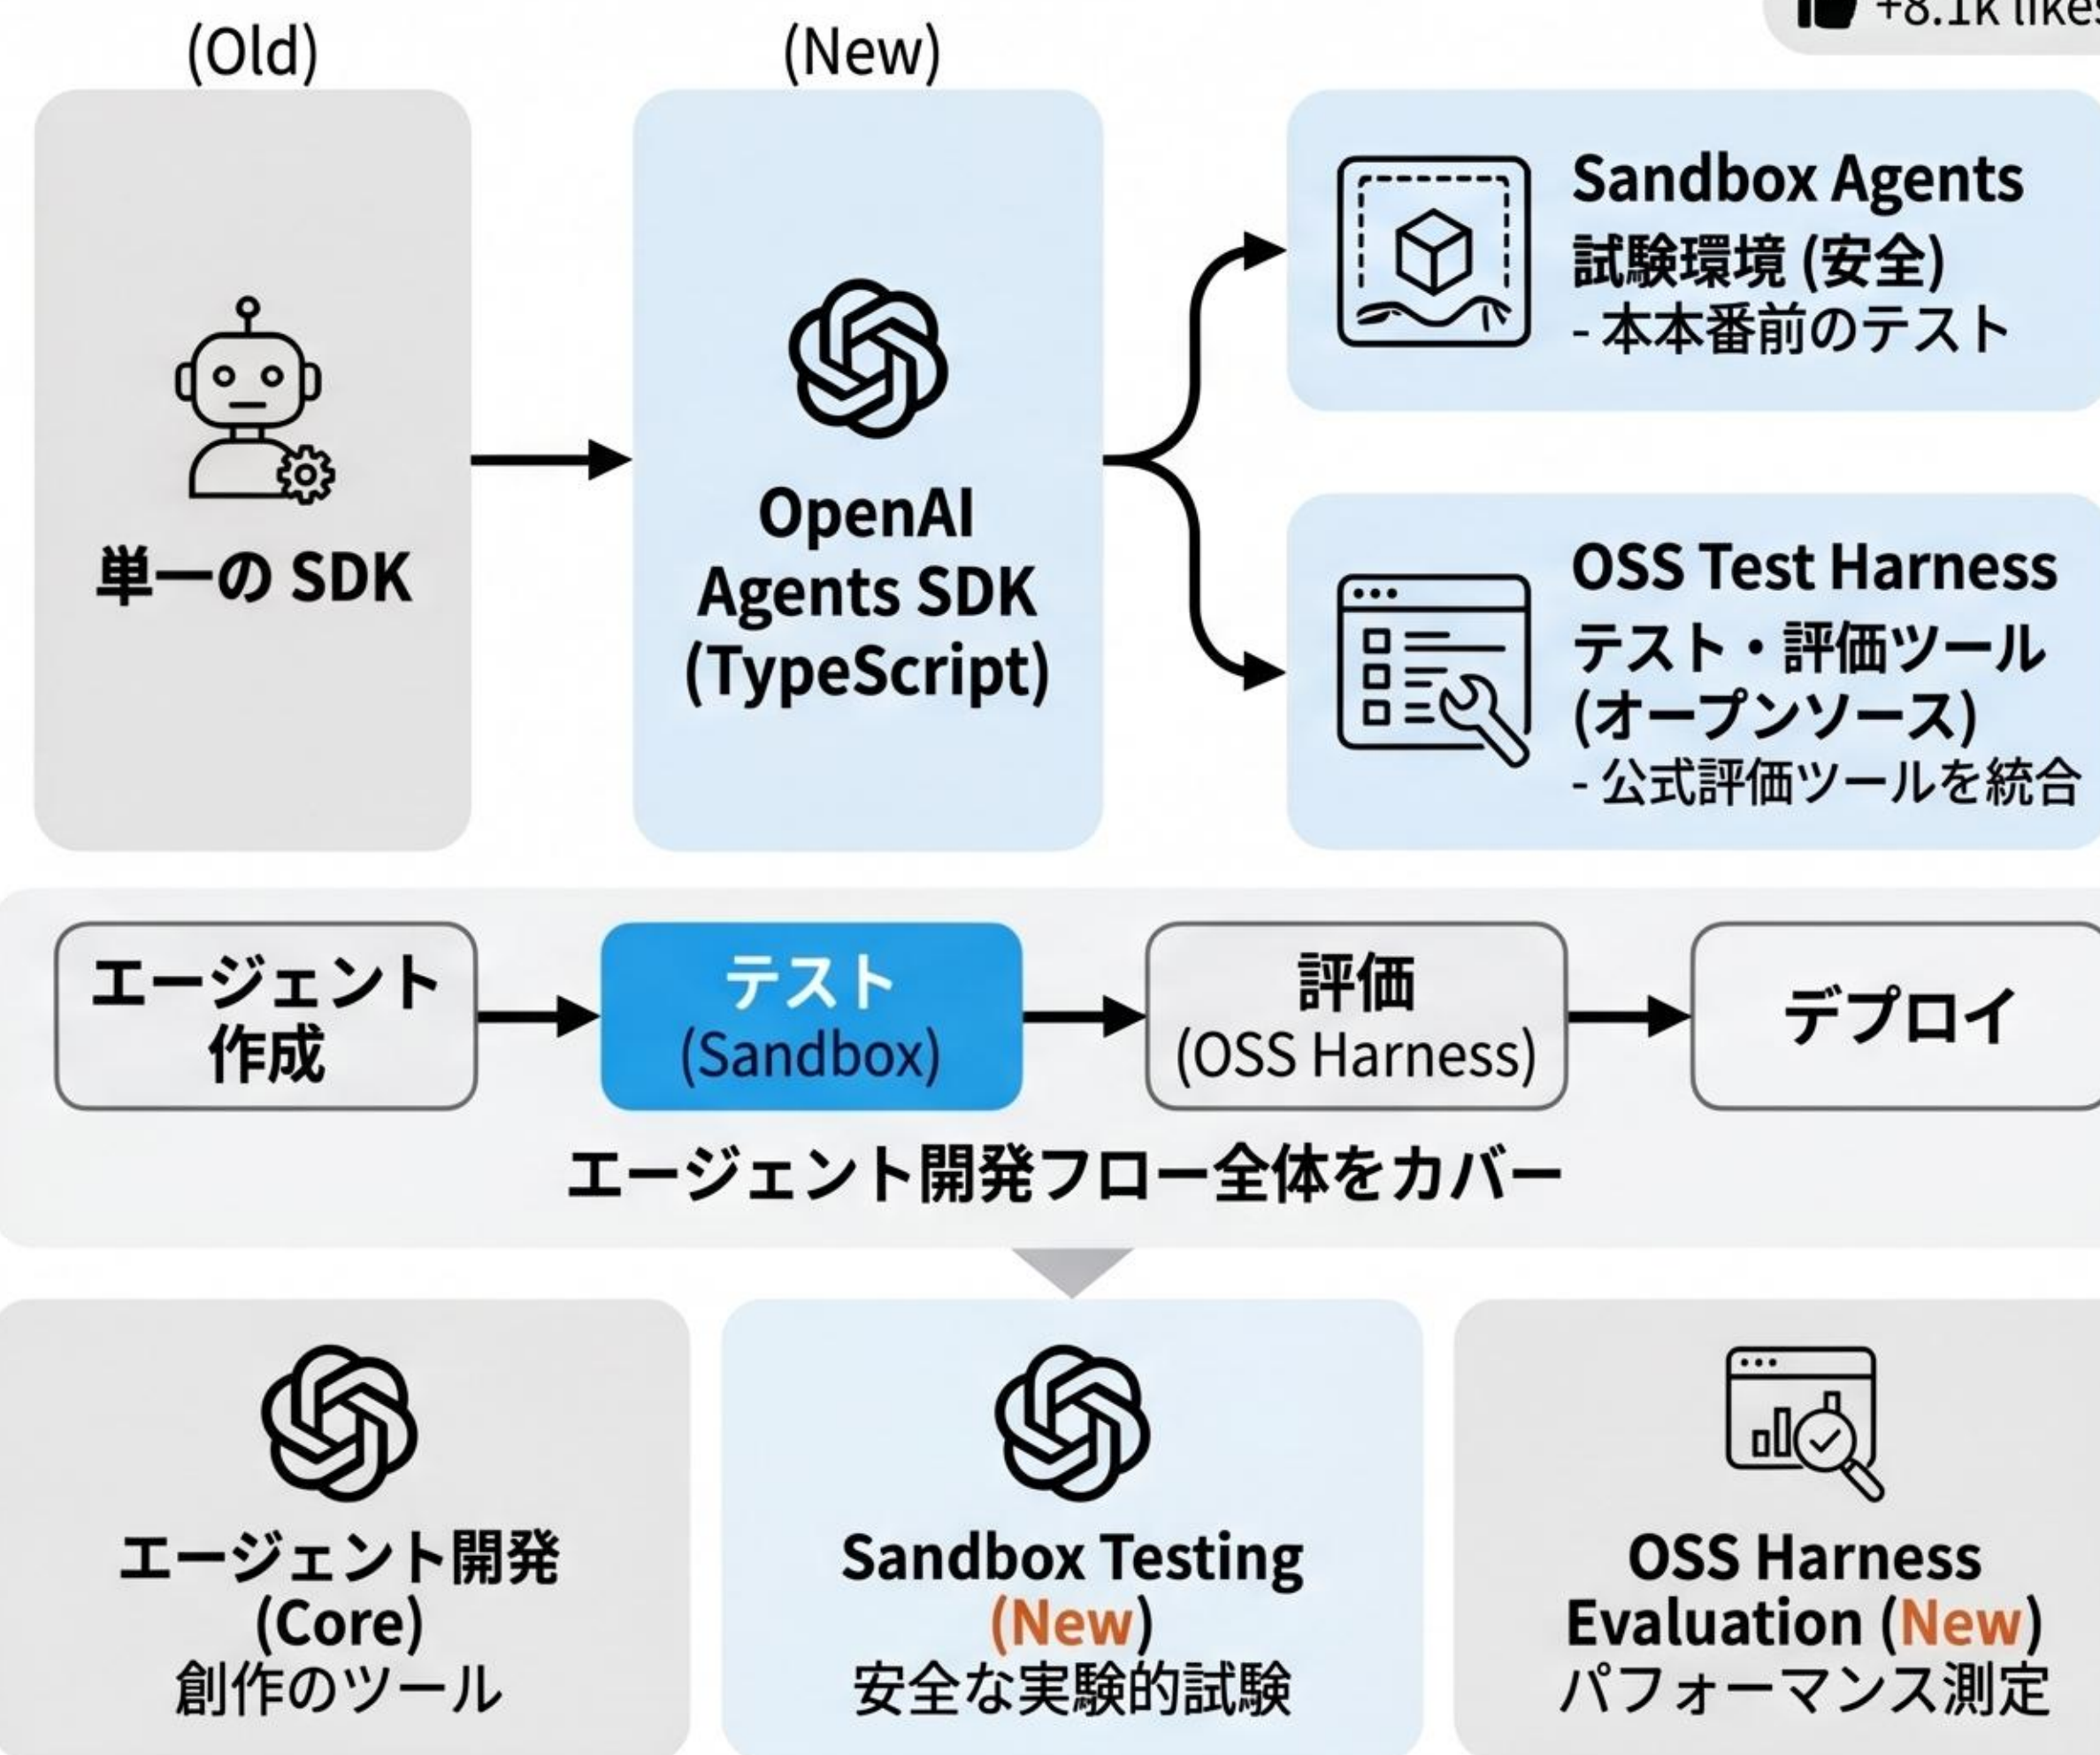 (Old)
(New)
+8.1k likes
単一の SDK
OpenAI
Agents SDK
(TypeScript)
Sandbox Agents
試験環境 (安全)
- 本本番前のテスト
OSS Test Harness
テスト・評価ツール
(オープンソース)
- 公式評価ツールを統合
エージェント
作成
テスト
(Sandbox)
評価
(OSS Harness)
デプロイ
エージェント開発フロー全体をカバー
エージェント開発
(Core)
創作のツール
Sandbox Testing
(New)
安全な実験的試験
OSS Harness
Evaluation (New)
パフォーマンス測定